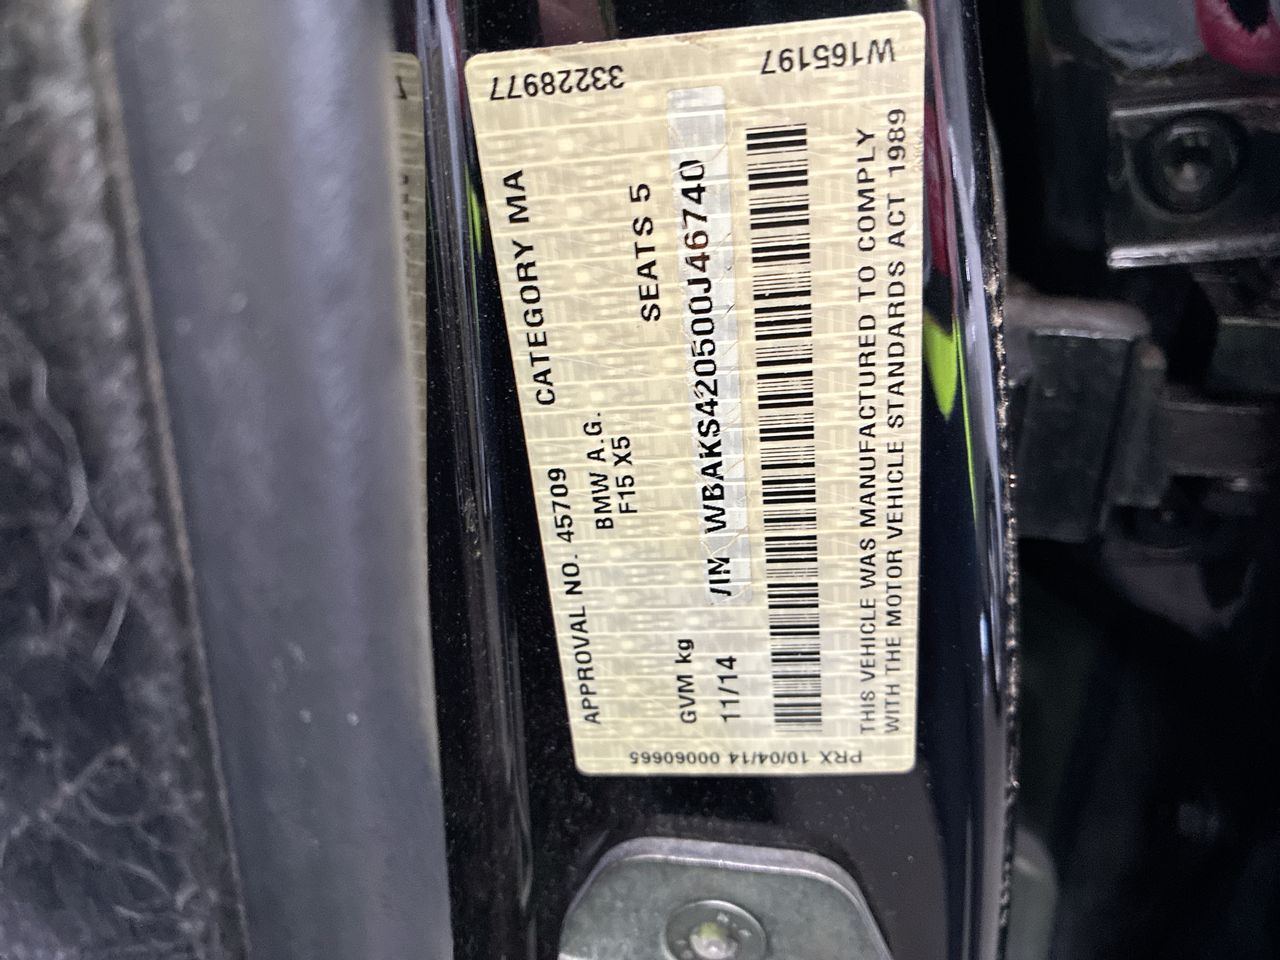 APPROVAL NO. 45709 CATEGORY MA
BMW A.G.
F15 X5
SEATS 5
GVM kg
11/14 VIN WBAKS420500J46740
THIS VEHICLE WAS MANUFACTURED TO COMPLY
WITH THE MOTOR VEHICLE STANDARDS ACT 1989
33228977
W165197
PRX 10/04/14 00060665